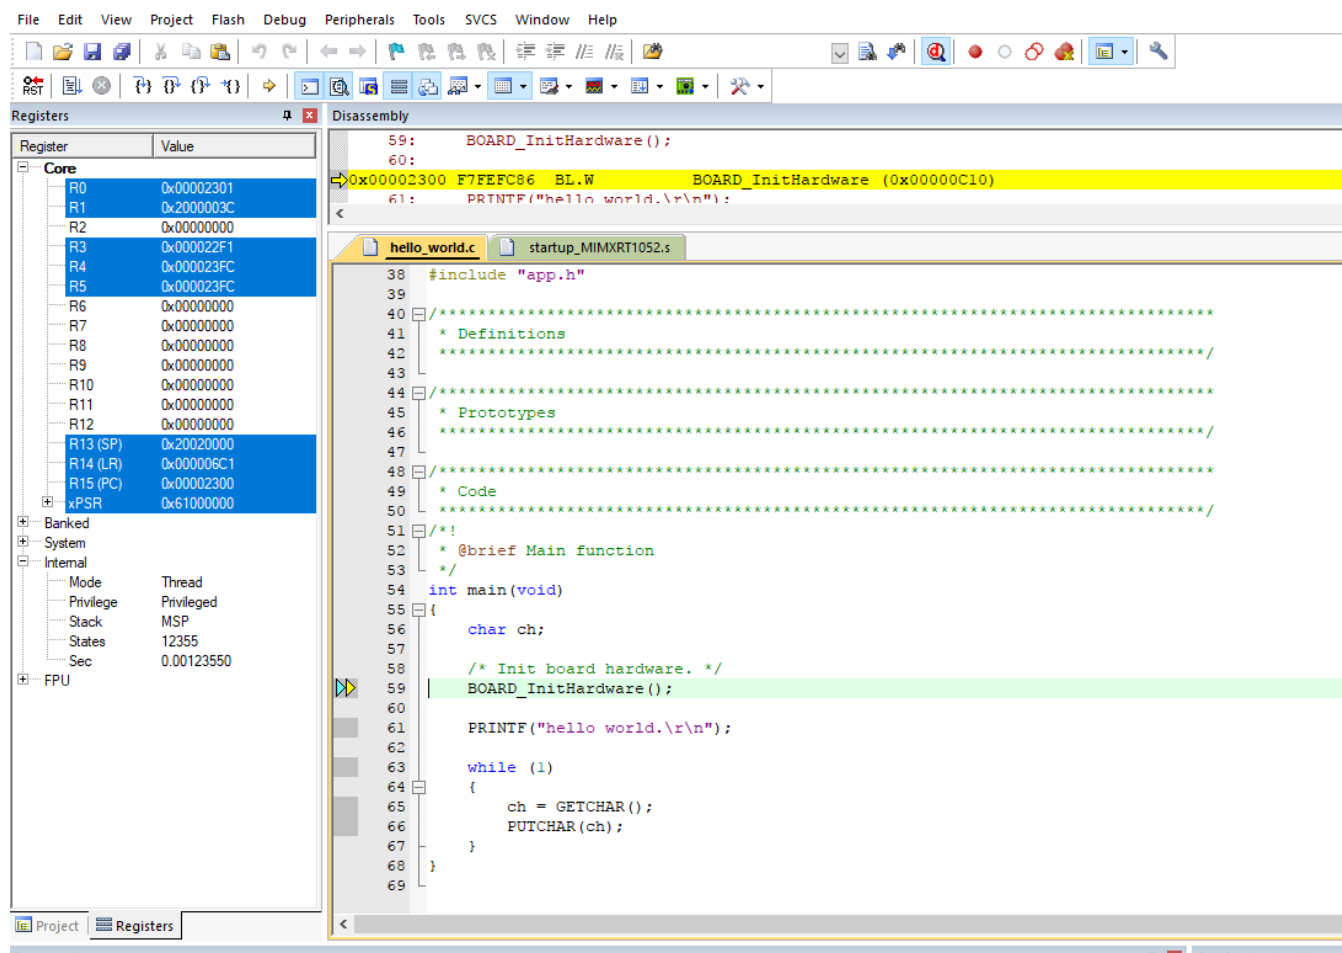 File Edit View Project Flash Debug Peripherals Tools SVCS Window Help
RST
Registers
Register Value
Core
R0 0x00002301
R1 0x2000003C
R2 0x00000000
R3 0x000022F1
R4 0x000023FC
R5 0x000023FC
R6 0x00000000
R7 0x00000000
R8 0x00000000
R9 0x00000000
R10 0x00000000
R11 0x00000000
R12 0x00000000
R13 (SP) 0x20020000
R14 (LR) 0x000006C1
R15 (PC) 0x00002300
xPSR 0x61000000
Banked
System
Internal
Mode Thread
Privilege Privileged
Stack MSP
States 12355
Sec 0.00123550
FPU
Project Registers
Disassembly
59: BOARD_InitHardware();
60:
0x00002300 F7FEFC86 BL.W BOARD_InitHardware (0x00000C10)
61: PRINTF("hello world.\r\n");
hello_world.c startup_MIMXRT1052.s
38 #include "app.h"
39
40 /*******************************************************************************
41 * Definitions
42 ******************************************************************************/
43
44 /*******************************************************************************
45 * Prototypes
46 ******************************************************************************/
47
48 /*******************************************************************************
49 * Code
50 ******************************************************************************/
51 /*!
52 * @brief Main function
53 */
54 int main(void)
55 {
56 char ch;
57
58 /* Init board hardware. */
59 BOARD_InitHardware();
60
61 PRINTF("hello world.\r\n");
62
63 while (1)
64 {
65 ch = GETCHAR();
66 PUTCHAR(ch);
67 }
68 }
69